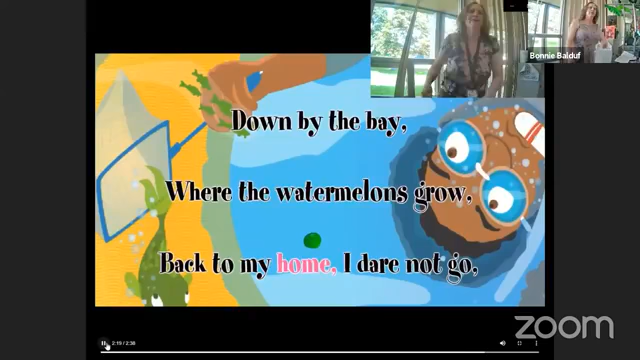 Bonnie Balduf
Down by the bay,
Where the watermelons grow,
Back to my home, I dare not go,
2:19 / 2:38
zoom